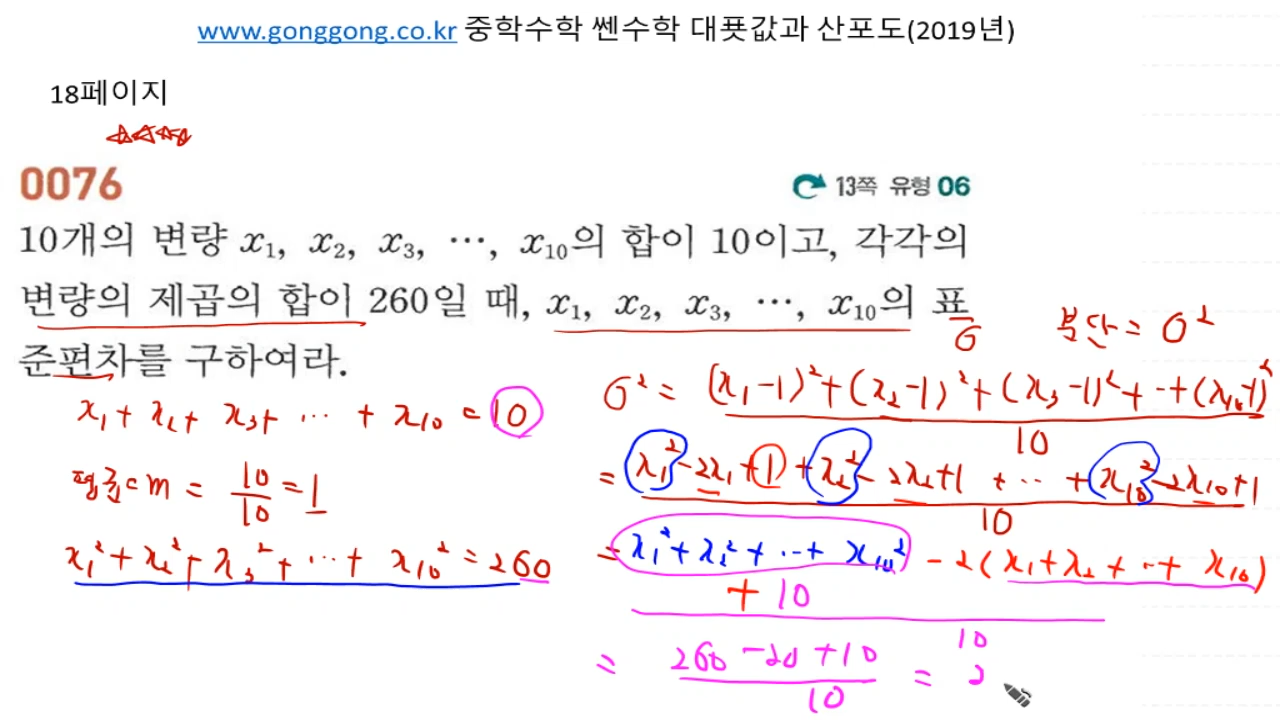 www.gonggong.co.kr 중학수학 쎈수학 대푯값과 산포도(2019년)
18페이지
0076
13쪽 유형 06
10개의 변량 x₁, x₂, x₃, ⋯, x₁₀의 합이 10이고, 각각의
변량의 제곱의 합이 260일 때, x₁, x₂, x₃, ⋯, x₁₀의 표
준편차를 구하여라.
σ
분산 = σ²
x₁ + x₂ + x₃ + ⋯ + x₁₀ = 10
평균 = m = 10/10 = 1
x₁² + x₂² + x₃² + ⋯ + x₁₀² = 260
σ² = (x₁-1)² + (x₂-1)² + (x₃-1)² + ⋯ + (x₁₀-1)²
10
= x₁² - 2x₁ + 1 + x₂² - 2x₂ + 1 + ⋯ + x₁₀² - 2x₁₀ + 1
10
= x₁² + x₂² + ⋯ + x₁₀² - 2(x₁ + x₂ + ⋯ + x₁₀)
+ 10
10
= 260 - 20 + 10 = 2
10